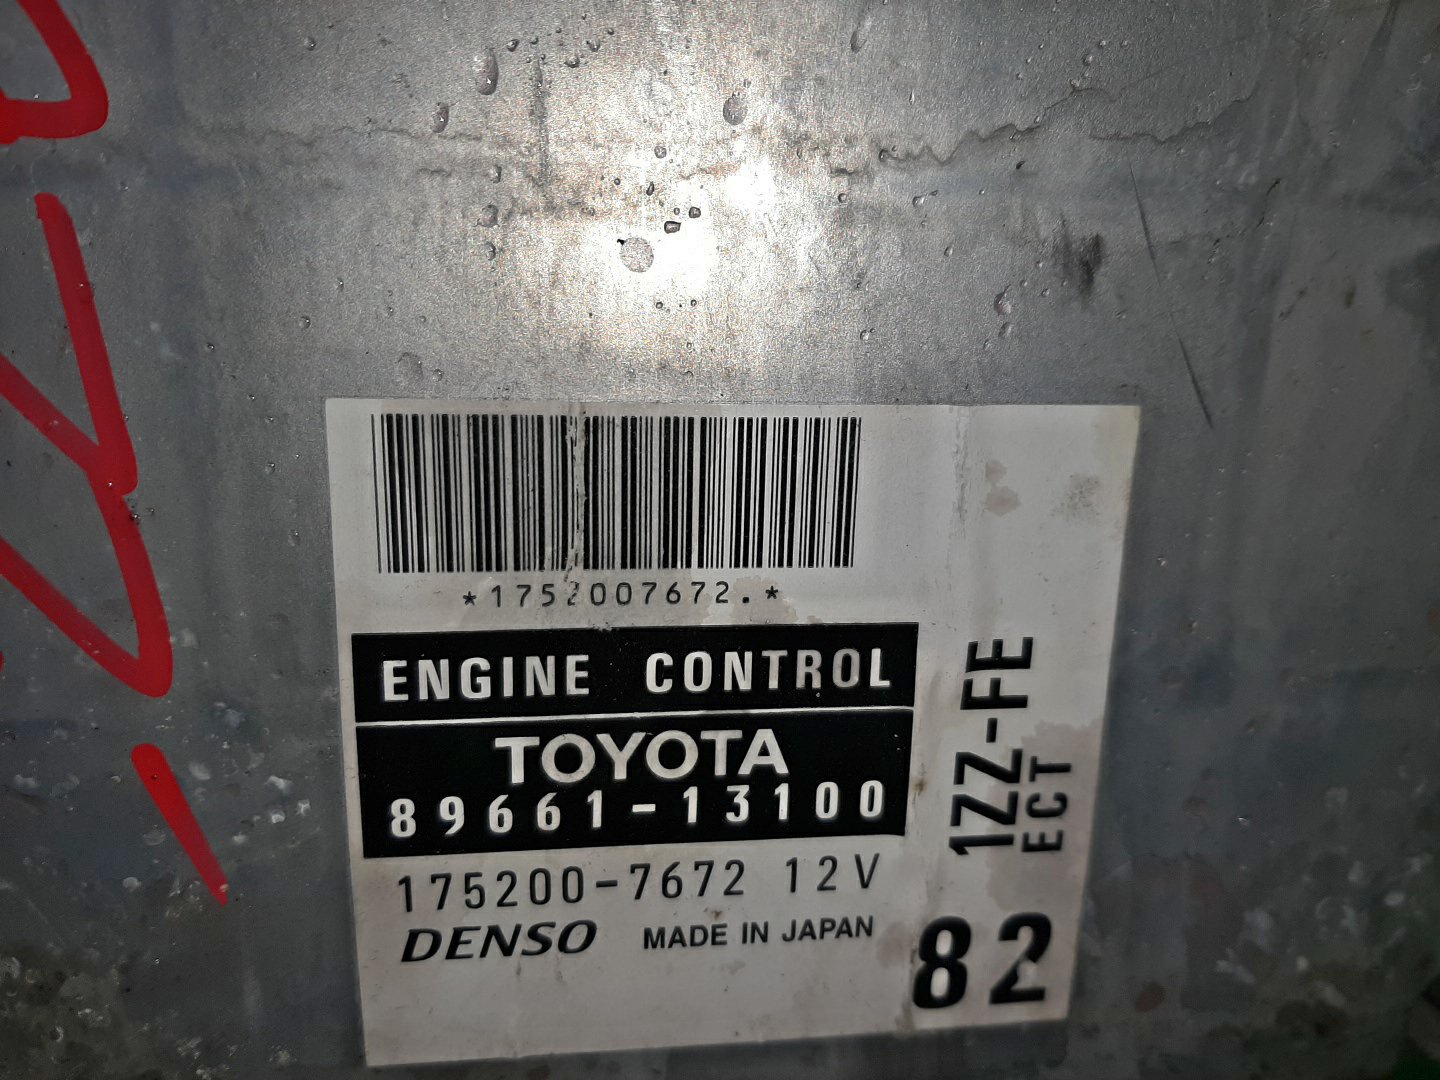 *1752007672.*
ENGINE CONTROL
TOYOTA
89661-13100
175200-7672 12V
DENSO MADE IN JAPAN
1ZZ-FE
ECT
82